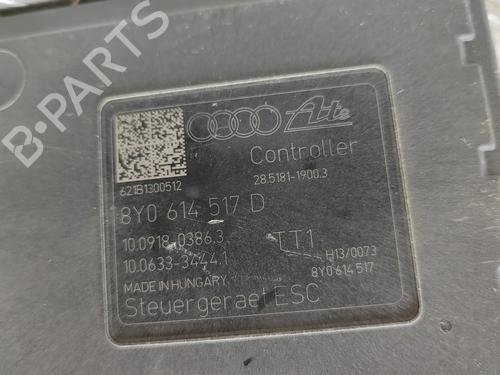 B-PARTS
Ate
Controller
621B1300512
28.5181-1900.3
8Y0 614 517 D
10.0918-0386.3
TT1
H13/0073
10.0633-3444.1
8Y0 614 517
MADE IN HUNGARY
Steuergeraet ESC